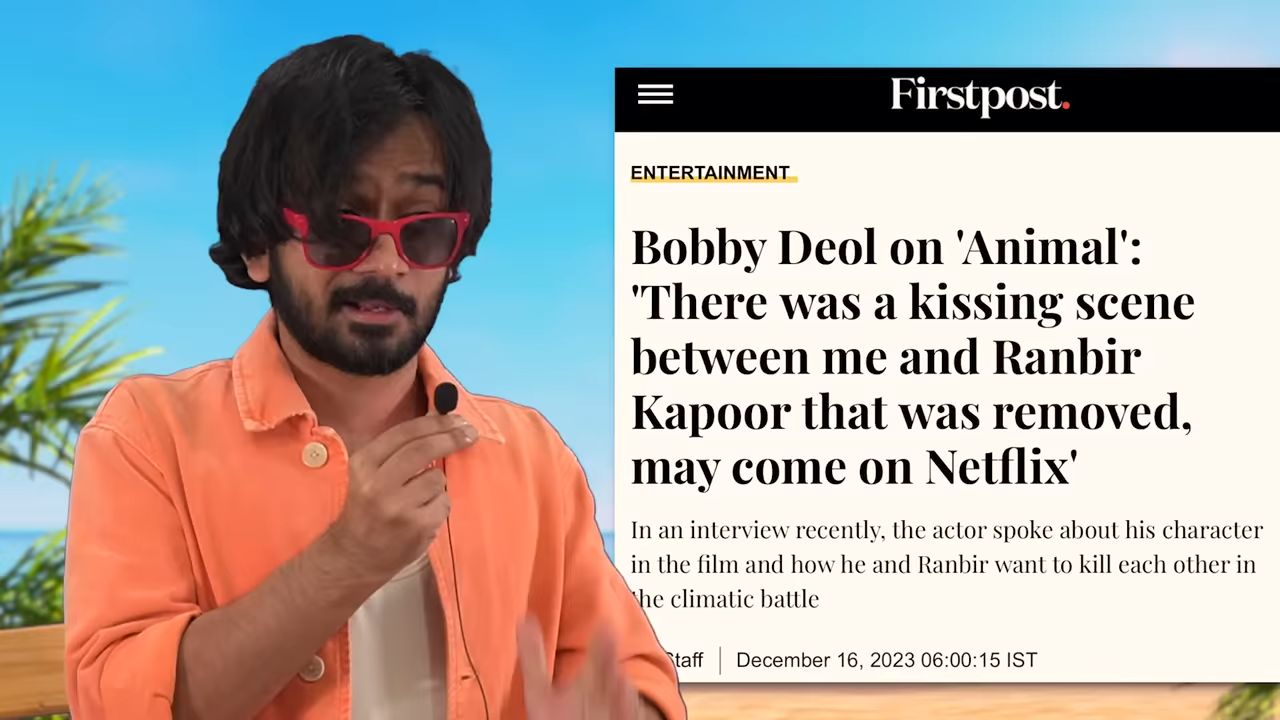 Firstpost.
ENTERTAINMENT
Bobby Deol on 'Animal':
'There was a kissing scene
between me and Ranbir
Kapoor that was removed,
may come on Netflix'
In an interview recently, the actor spoke about his character
in the film and how he and Ranbir want to kill each other in
the climatic battle
Staff | December 16, 2023 06:00:15 IST